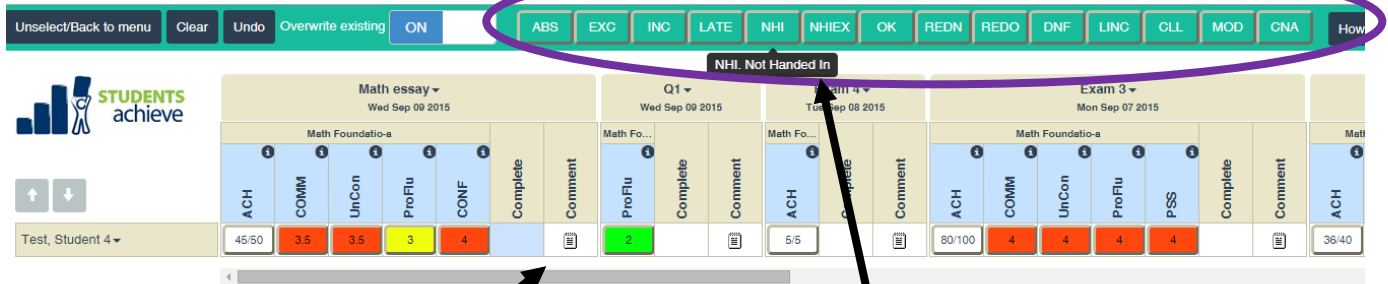 Unselect/Back to menu Clear Undo Overwrite existing ON ABS EXC INC LATE NHI NHIEX OK REDN REDO DNF LINC CLL MOD CNA How
NHI. Not Handed In
STUDENTS
achieve
Math essay
Wed Sep 09 2015
Q1
Wed Sep 09 2015
Exam 4
Tue Sep 08 2015
Exam 3
Mon Sep 07 2015
Math Foundatio-a Math Fo... Math Fo... Math Foundatio-a Mat
ACH COMM UnCon ProFlu CONF Complete Comment ProFlu Complete Comment ACH Complete Comment ACH COMM UnCon ProFlu PSS Complete Comment ACH
Test, Student 4 45/50 3.5 3.5 3 4 2 5/5 80/100 4 4 4 4 36/40